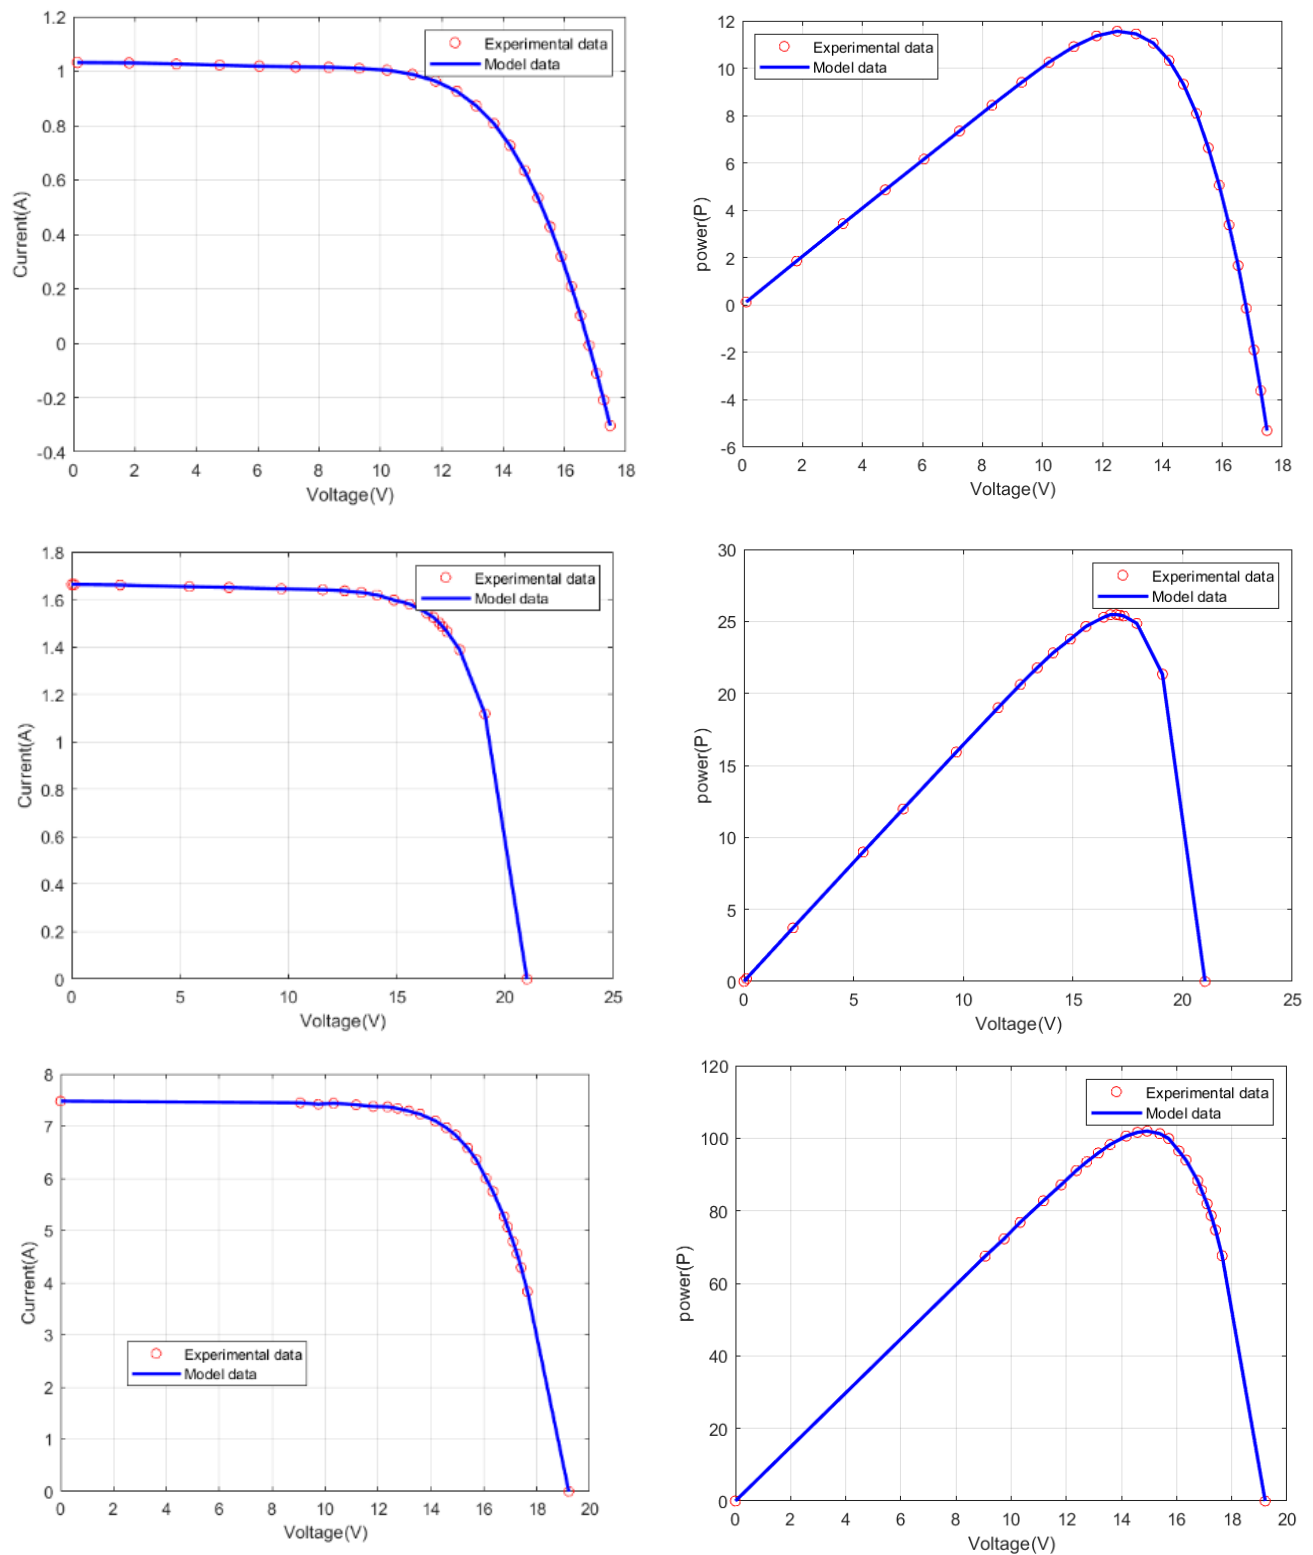 1.2
1
0.8
0.6
0.4
0.2
0
-0.2
-0.4
Current(A)
Experimental data
Model data
0 2 4 6 8 10 12 14 16 18
Voltage(V)
12
10
8
6
4
2
0
-2
-4
-6
power(P)
Experimental data
Model data
0 2 4 6 8 10 12 14 16 18
Voltage(V)
1.8
1.6
1.4
1.2
1
0.8
0.6
0.4
0.2
0
Current(A)
Experimental data
Model data
0 5 10 15 20 25
Voltage(V)
30
25
20
15
10
5
0
power(P)
Experimental data
Model data
0 5 10 15 20 25
Voltage(V)
8
7
6
5
4
3
2
1
0
Current(A)
Experimental data
Model data
0 2 4 6 8 10 12 14 16 18 20
Voltage(V)
120
100
80
60
40
20
0
power(P)
Experimental data
Model data
0 2 4 6 8 10 12 14 16 18 20
Voltage(V)